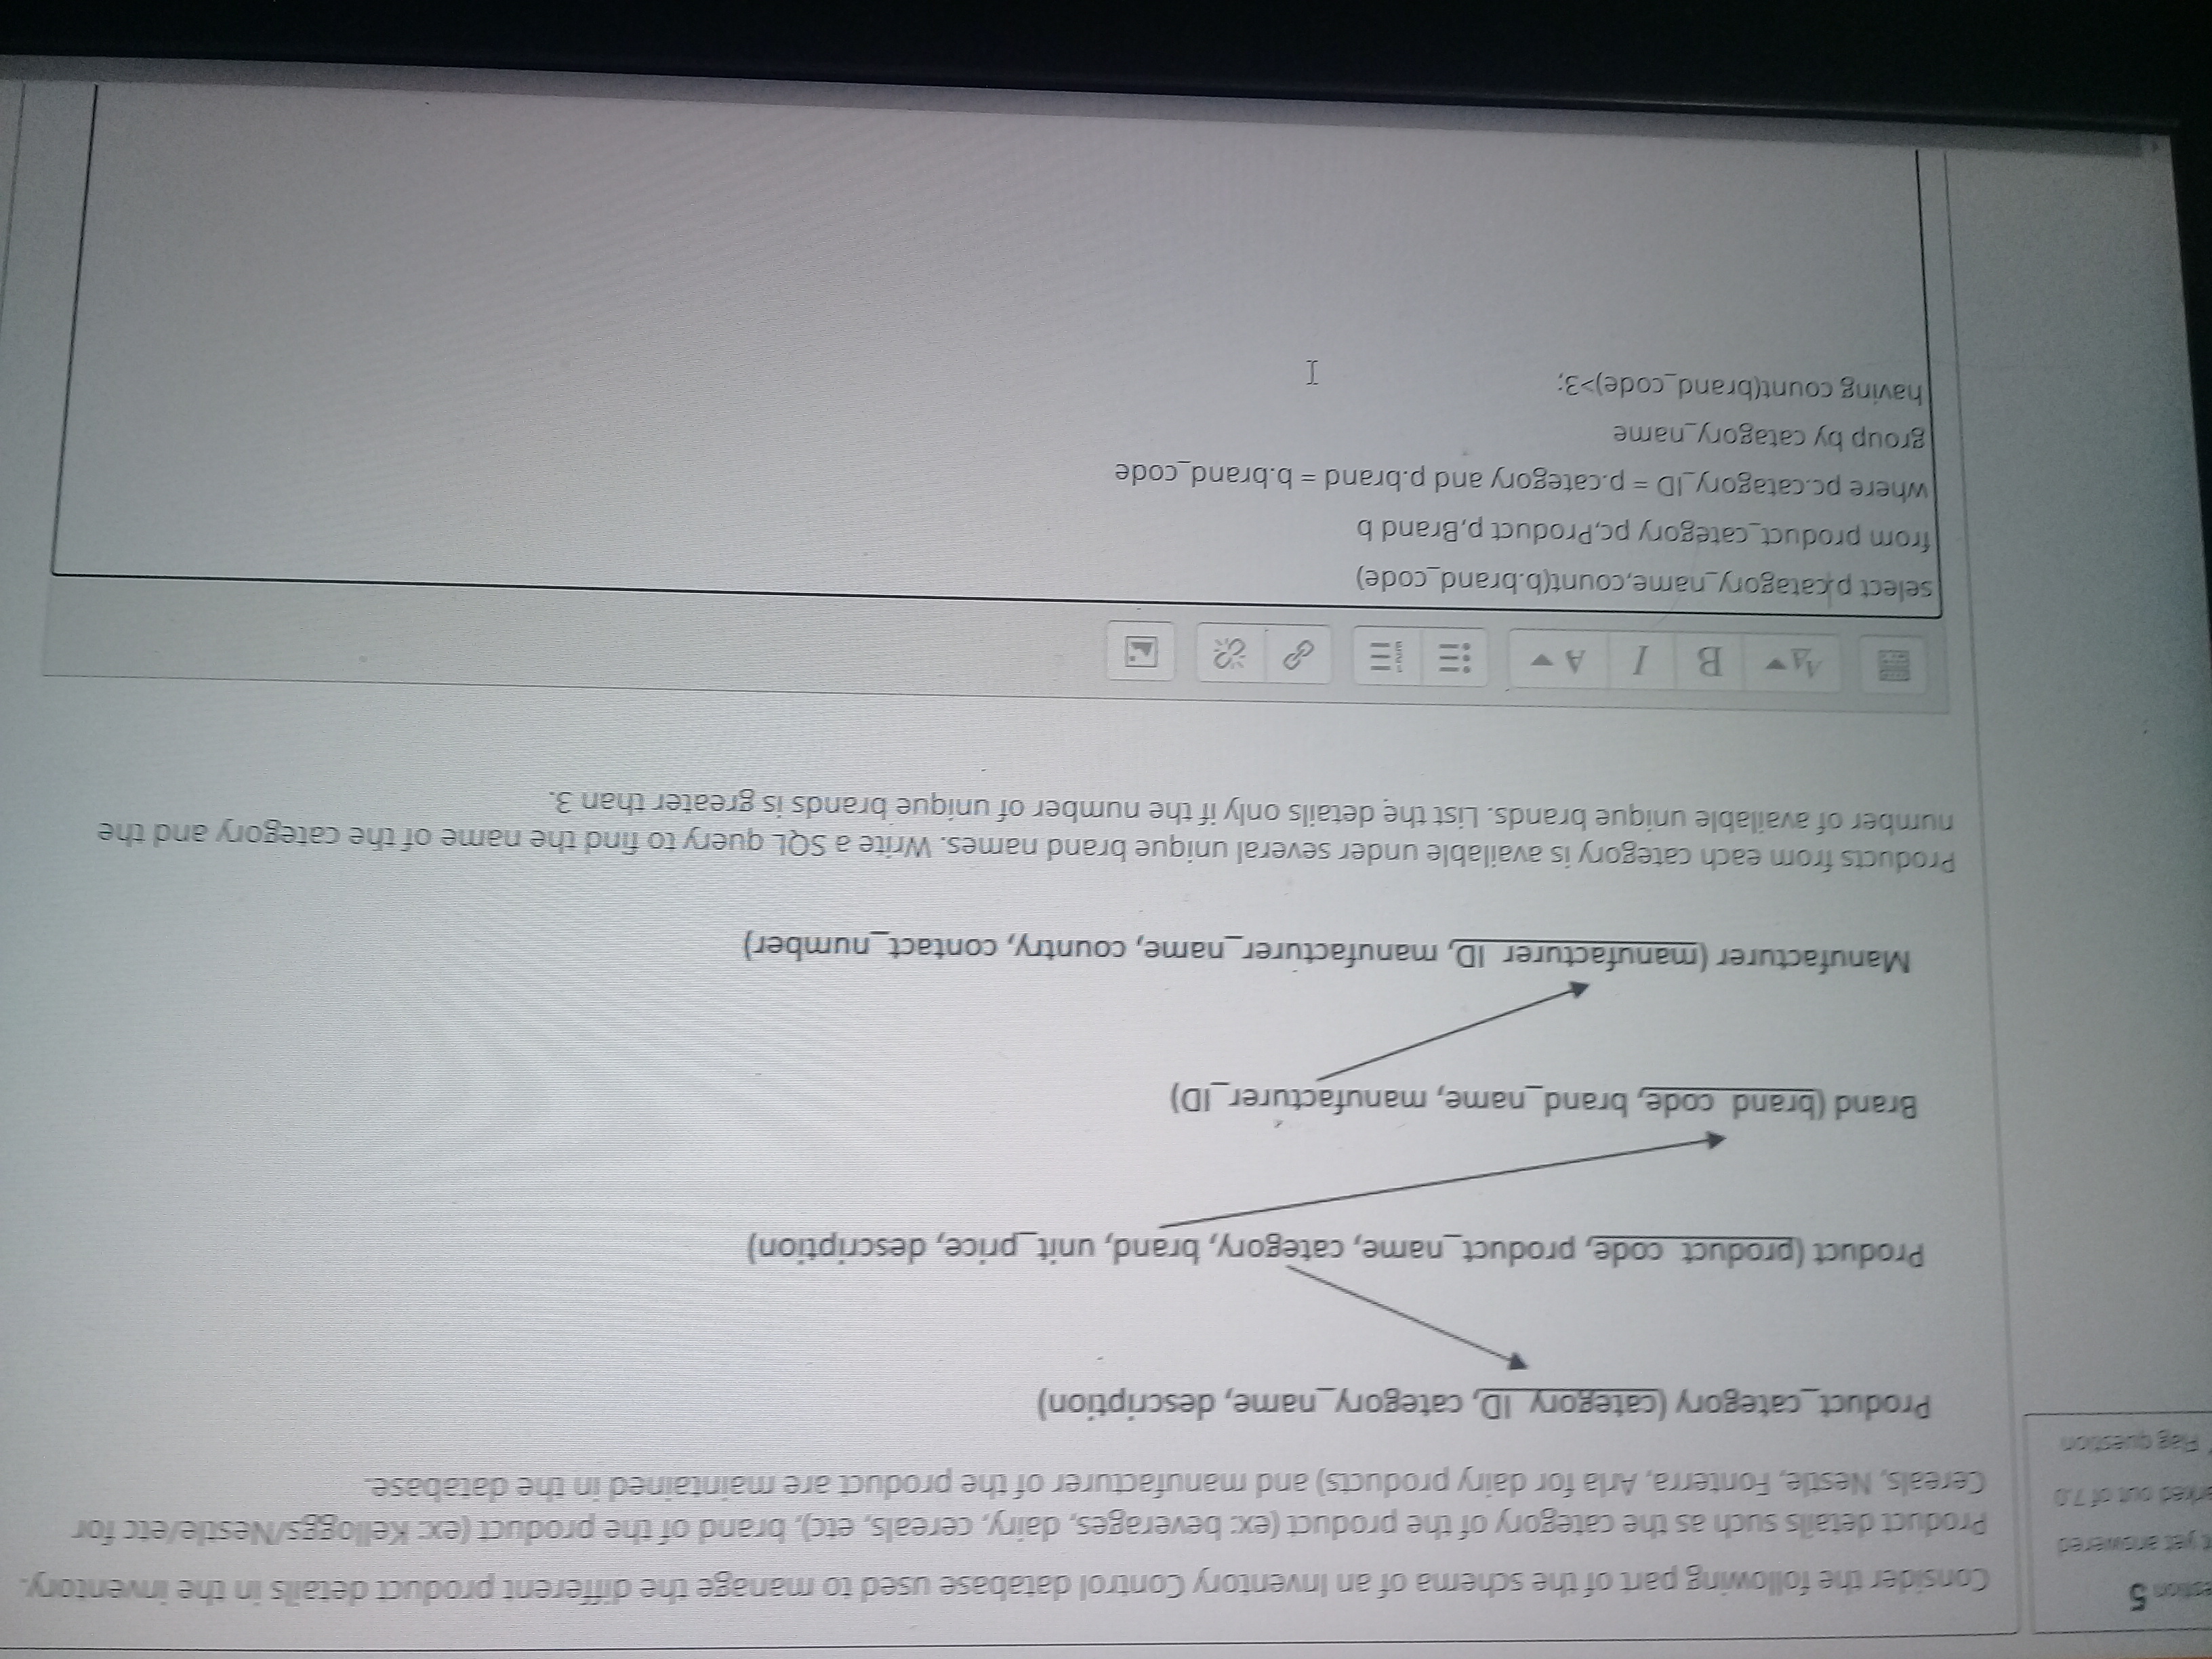 estion 5
t yet answered
arked out of 7.0
Flag question
Consider the following part of the schema of an Inventory Control database used to manage the different product details in the inventory.
Product details such as the category of the product (ex: beverages, dairy, cereals, etc), brand of the product (ex: Kelloggs/Nestle/etc for
Cereals, Nestle, Fonterra, Arla for dairy products) and manufacturer of the product are maintained in the database.
Product_category (category_ID, category_name, description)
Product (product_code, product_name, category, brand, unit_price, description)
Brand (brand_code, brand_name, manufacturer_ID)
Manufacturer (manufacturer_ID, manufacturer_name, country, contact_number)
Products from each category is available under several unique brand names. Write a SQL query to find the name of the category and the
number of available unique brands. List the details only if the number of unique brands is greater than 3.
B I A
select p.catagory_name,count(b.brand_code)
from product_category pc,Product p,Brand b
where pc.catagory_ID = p.category and p.brand = b.brand_code
group by catagory_name
having count(brand_code)>3;